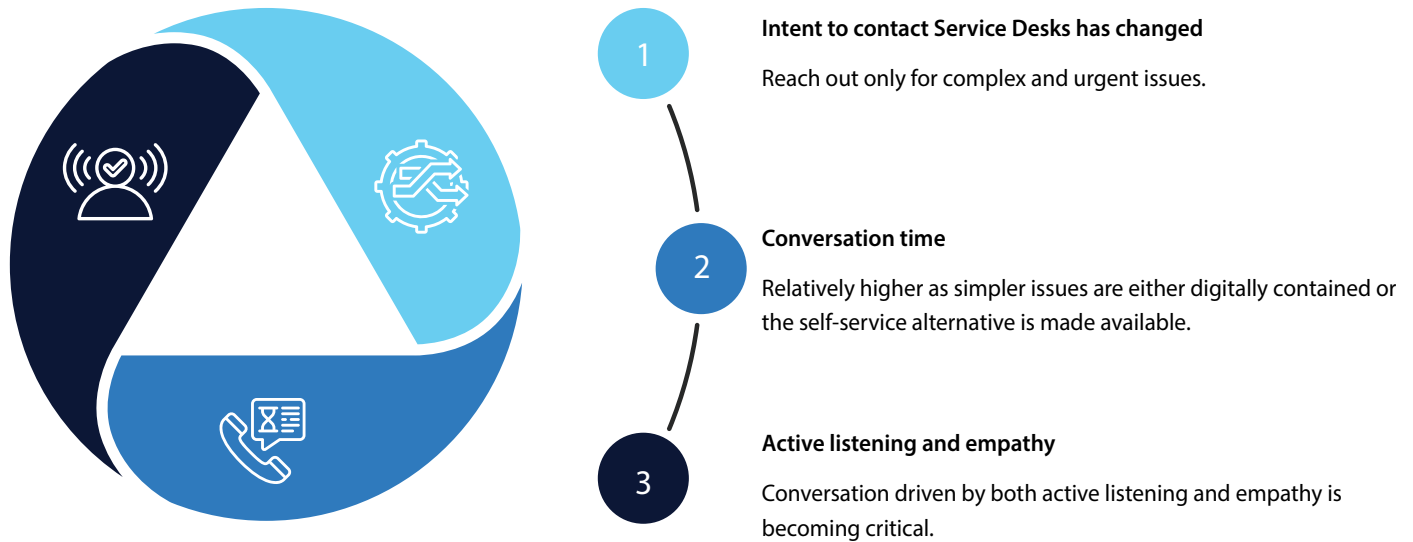 1
Intent to contact Service Desks has changed
Reach out only for complex and urgent issues.
2
Conversation time
Relatively higher as simpler issues are either digitally contained or
the self-service alternative is made available.
3
Active listening and empathy
Conversation driven by both active listening and empathy is
becoming critical.